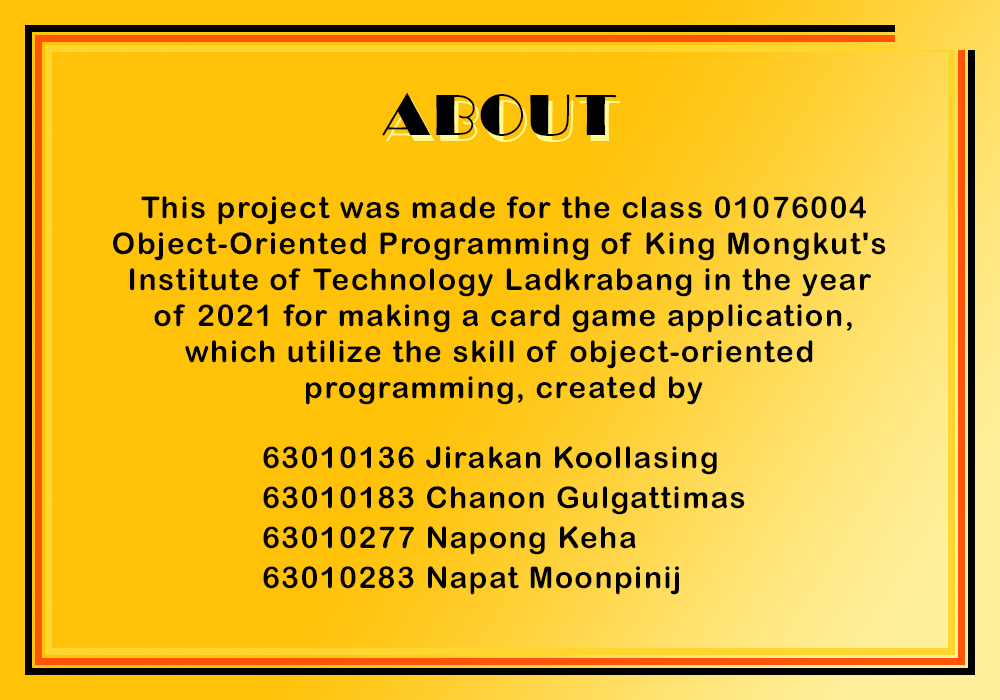 ABOUT
This project was made for the class 01076004
Object-Oriented Programming of King Mongkut's
Institute of Technology Ladkrabang in the year
of 2021 for making a card game application,
which utilize the skill of object-oriented
programming, created by
63010136 Jirakan Koollasing
63010183 Chanon Gulgattimas
63010277 Napong Keha
63010283 Napat Moonpinij